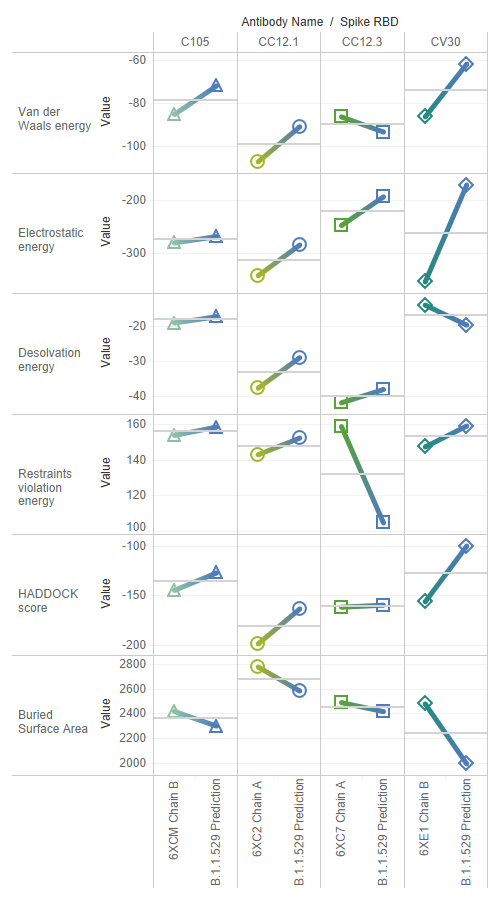 Antibody Name / Spike RBD
C105 CC12.1 CC12.3 CV30
Van der
Waals energy
Value
-60
-80
-100
Electrostatic
energy
Value
-200
-300
Desolvation
energy
Value
-20
-30
-40
Restraints
violation
energy
Value
160
140
120
100
HADDOCK
score
Value
-100
-150
-200
Buried
Surface Area
Value
2800
2600
2400
2200
2000
6XCM Chain B
B.1.1.529 Prediction
6XC2 Chain A
B.1.1.529 Prediction
6XC7 Chain A
B.1.1.529 Prediction
6XE1 Chain B
B.1.1.529 Prediction